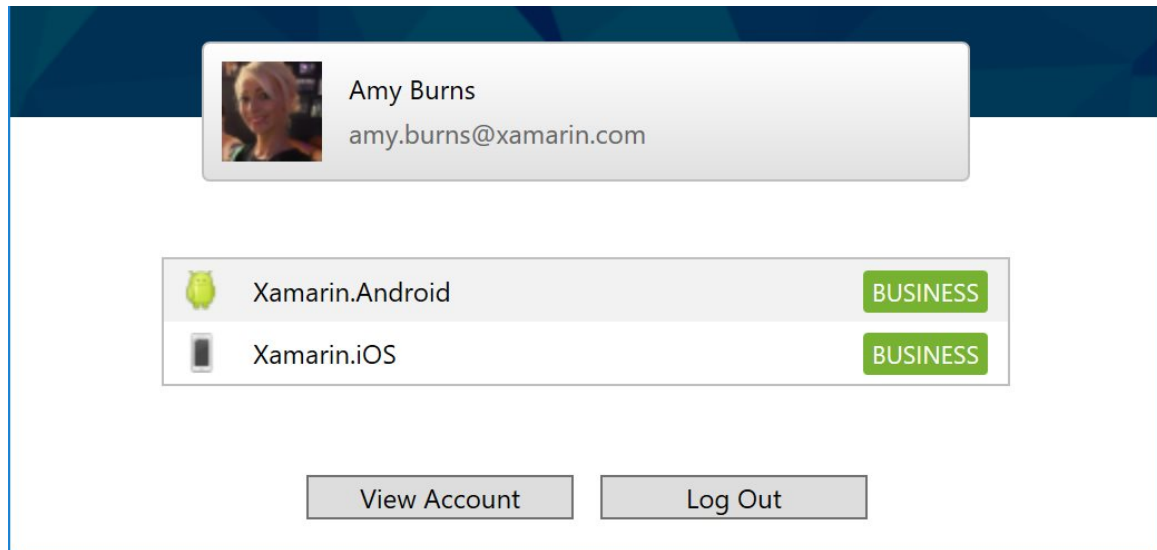 Amy Burns
amy.burns@xamarin.com
Xamarin.Android BUSINESS
Xamarin.iOS BUSINESS
View Account Log Out